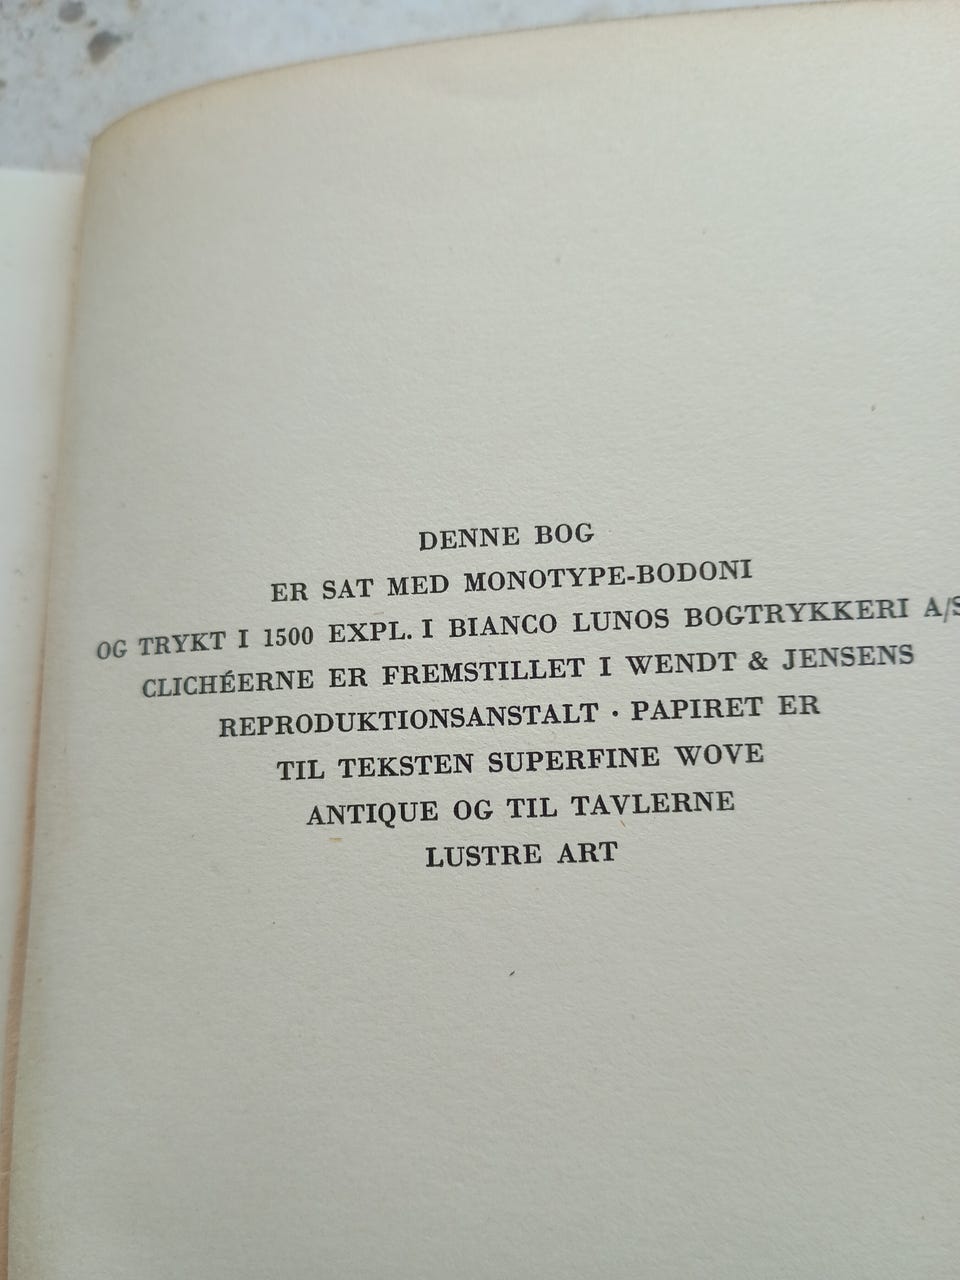 DENNE BOG
ER SAT MED MONOTYPE-BODONI
OG TRYKT I 1500 EXPL. I BIANCO LUNOS BOGTRYKKERI A/S
CLICHÉERNE ER FREMSTILLET I WENDT & JENSENS
REPRODUKTIONSANSTALT · PAPIRET ER
TIL TEKSTEN SUPERFINE WOVE
ANTIQUE OG TIL TAVLERNE
LUSTRE ART